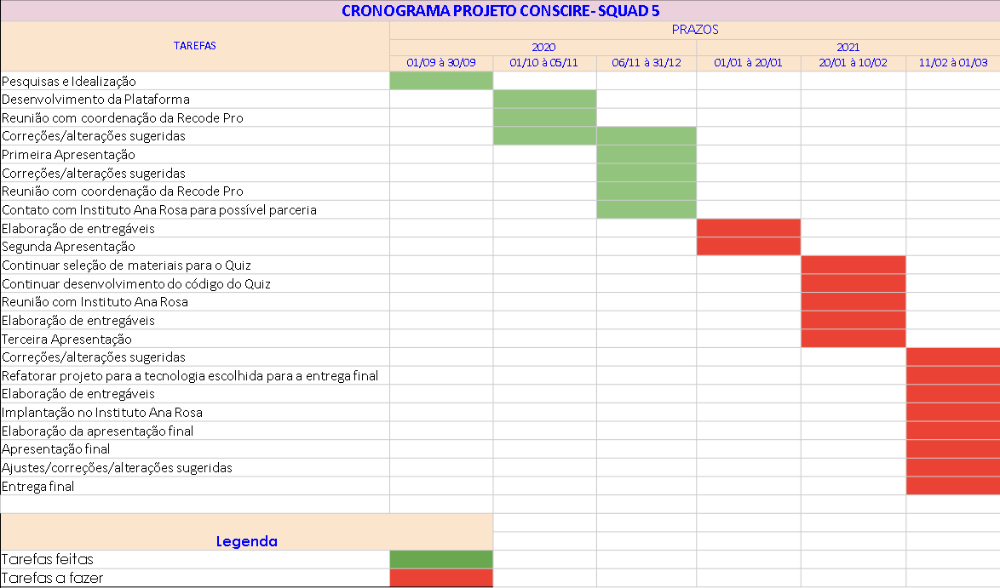 CRONOGRAMA PROJETO CONSCIRE- SQUAD 5
TAREFAS
PRAZOS
2020
2021
01/09 à 30/09
01/10 à 05/11
06/11 à 31/12
01/01 à 20/01
20/01 à 10/02
11/02 à 01/03
Pesquisas e Idealização
Desenvolvimento da Plataforma
Reunião com coordenação da Recode Pro
Correções/alterações sugeridas
Primeira Apresentação
Correções/alterações sugeridas
Reunião com coordenação da Recode Pro
Contato com Instituto Ana Rosa para possível parceria
Elaboração de entregáveis
Segunda Apresentação
Continuar seleção de materiais para o Quiz
Continuar desenvolvimento do código do Quiz
Reunião com Instituto Ana Rosa
Elaboração de entregáveis
Terceira Apresentação
Correções/alterações sugeridas
Refatorar projeto para a tecnologia escolhida para a entrega final
Elaboração de entregáveis
Implantação no Instituto Ana Rosa
Elaboração da apresentação final
Apresentação final
Ajustes/correções/alterações sugeridas
Entrega final
Legenda
Tarefas feitas
Tarefas a fazer